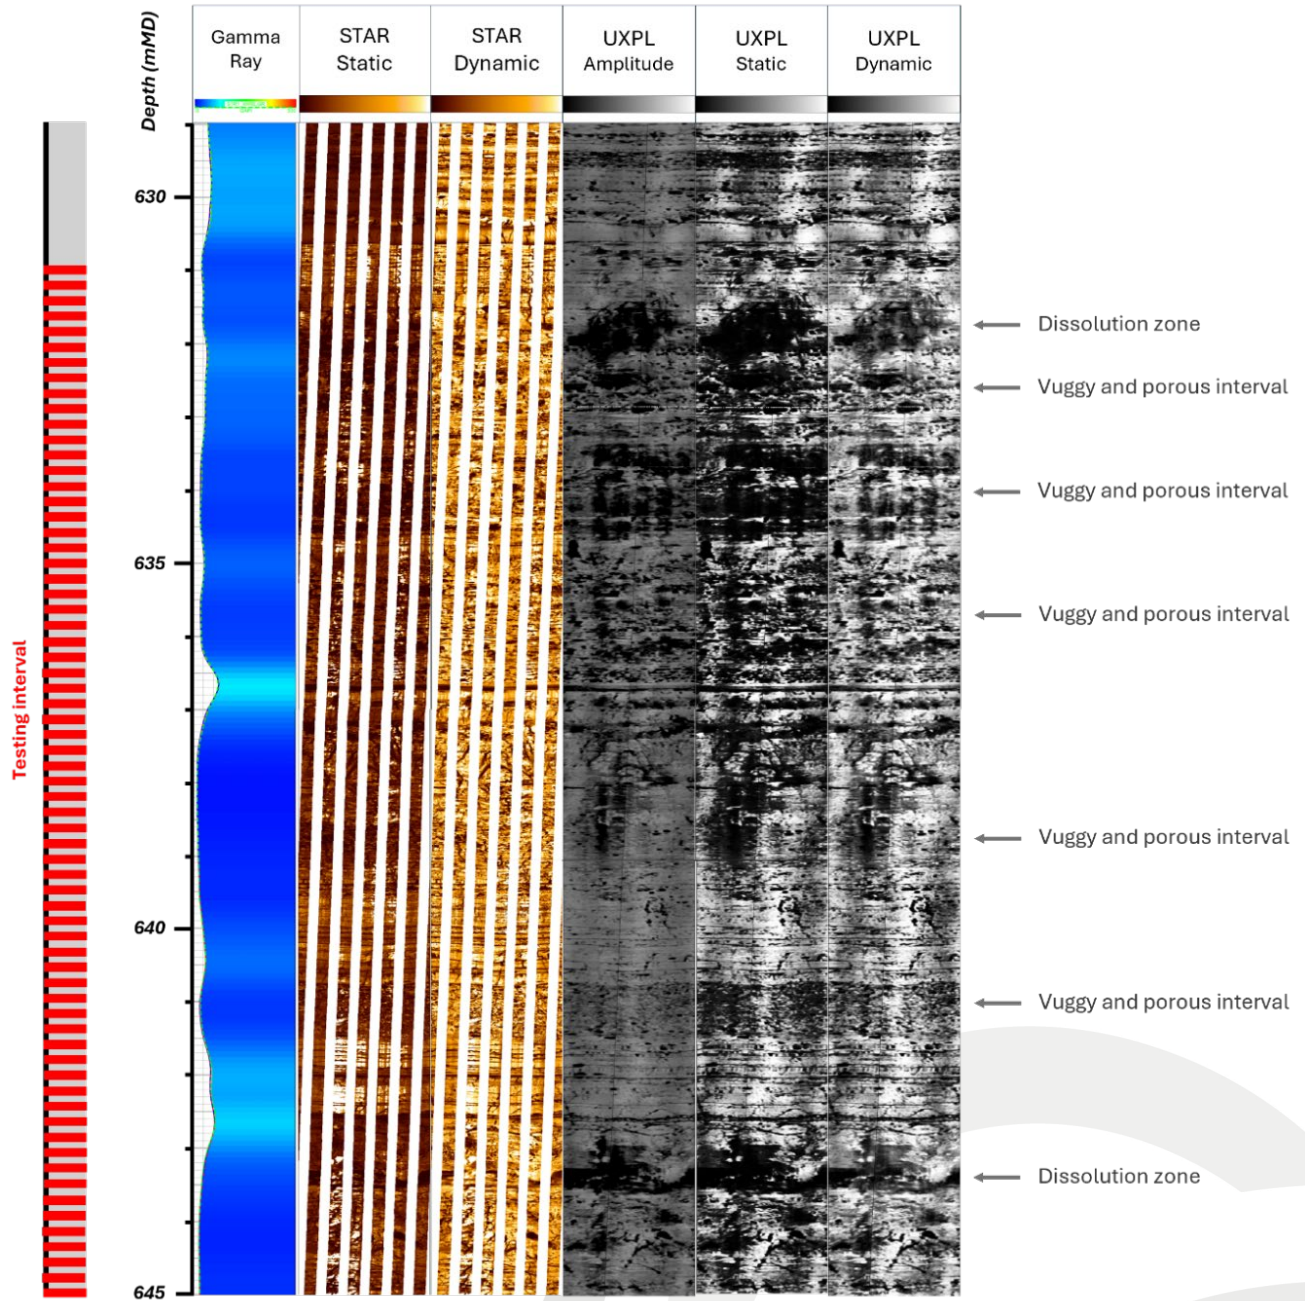 Depth (mMD)
Gamma
Ray
STAR
Static
STAR
Dynamic
UXPL
Amplitude
UXPL
Static
UXPL
Dynamic
630
635
640
645
Testing interval
Dissolution zone
Vuggy and porous interval
Vuggy and porous interval
Vuggy and porous interval
Vuggy and porous interval
Vuggy and porous interval
Dissolution zone